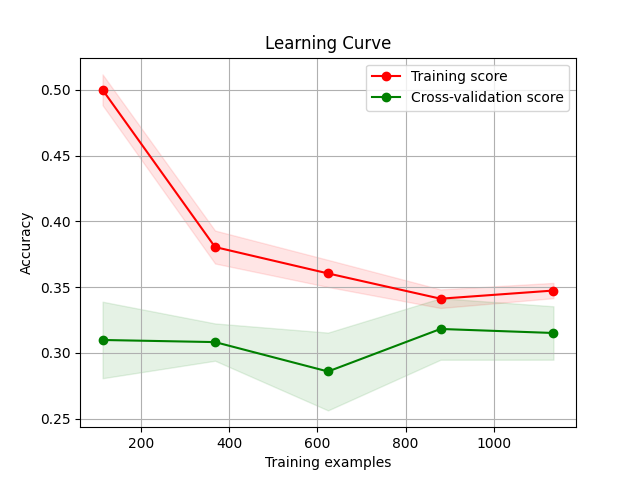 Learning Curve
Training score
Cross-validation score
0.50
0.45
0.40
0.35
0.30
0.25
Accuracy
200
400
600
800
1000
Training examples